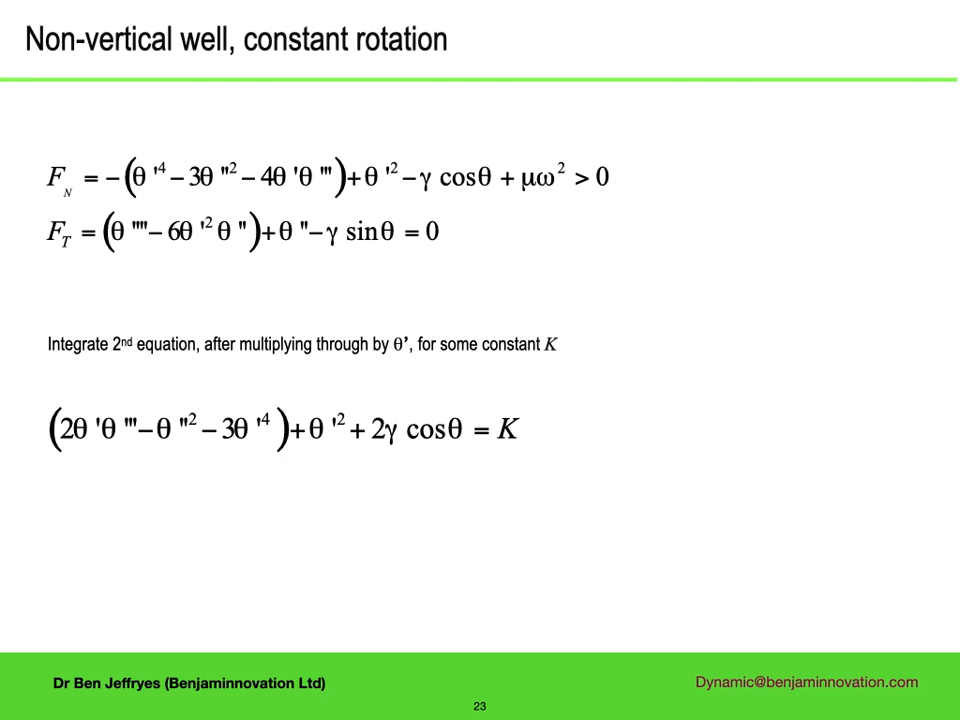 Non-vertical well, constant rotation
F_N = −(θ'⁴ − 3θ''² − 4θ'θ''') + θ'² − γ cosθ + μω² > 0
F_T = (θ'''' − 6θ'²θ'') + θ'' − γ sinθ = 0
Integrate 2nd equation, after multiplying through by θ', for some constant K
(2θ'θ''' − θ''² − 3θ'⁴) + θ'² + 2γ cosθ = K
Dr Ben Jeffryes (Benjaminnovation Ltd)
Dynamic@benjaminnovation.com
23